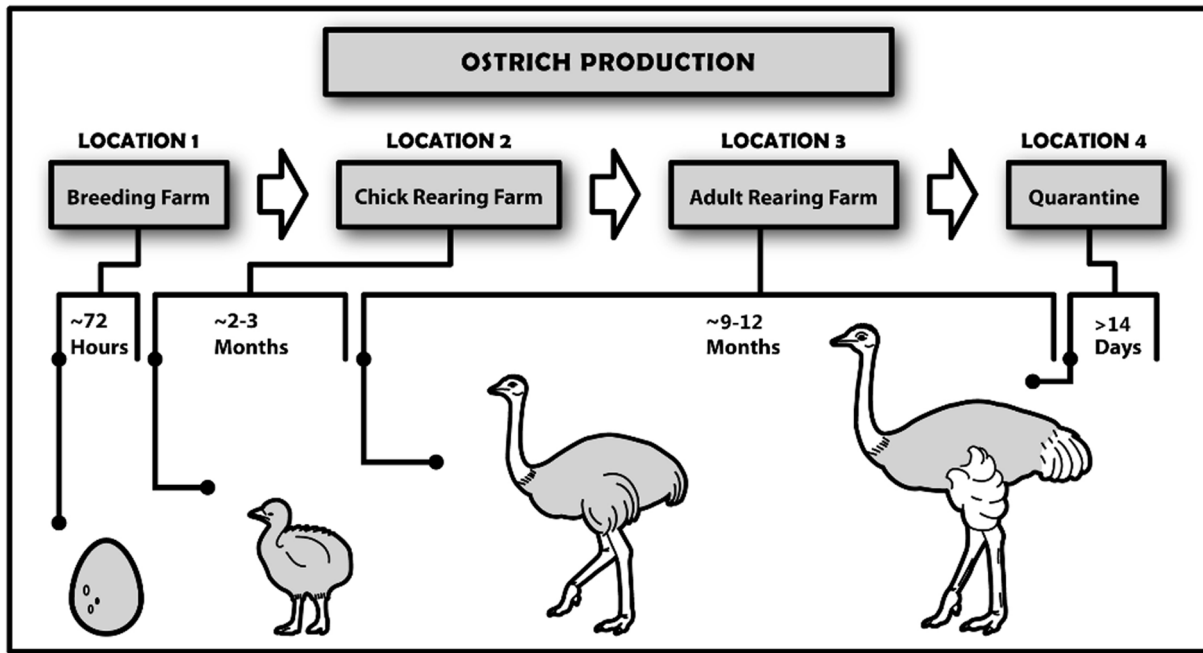 OSTRICH PRODUCTION
LOCATION 1
Breeding Farm
LOCATION 2
Chick Rearing Farm
LOCATION 3
Adult Rearing Farm
LOCATION 4
Quarantine
~72
Hours
~2-3
Months
~9-12
Months
>14
Days